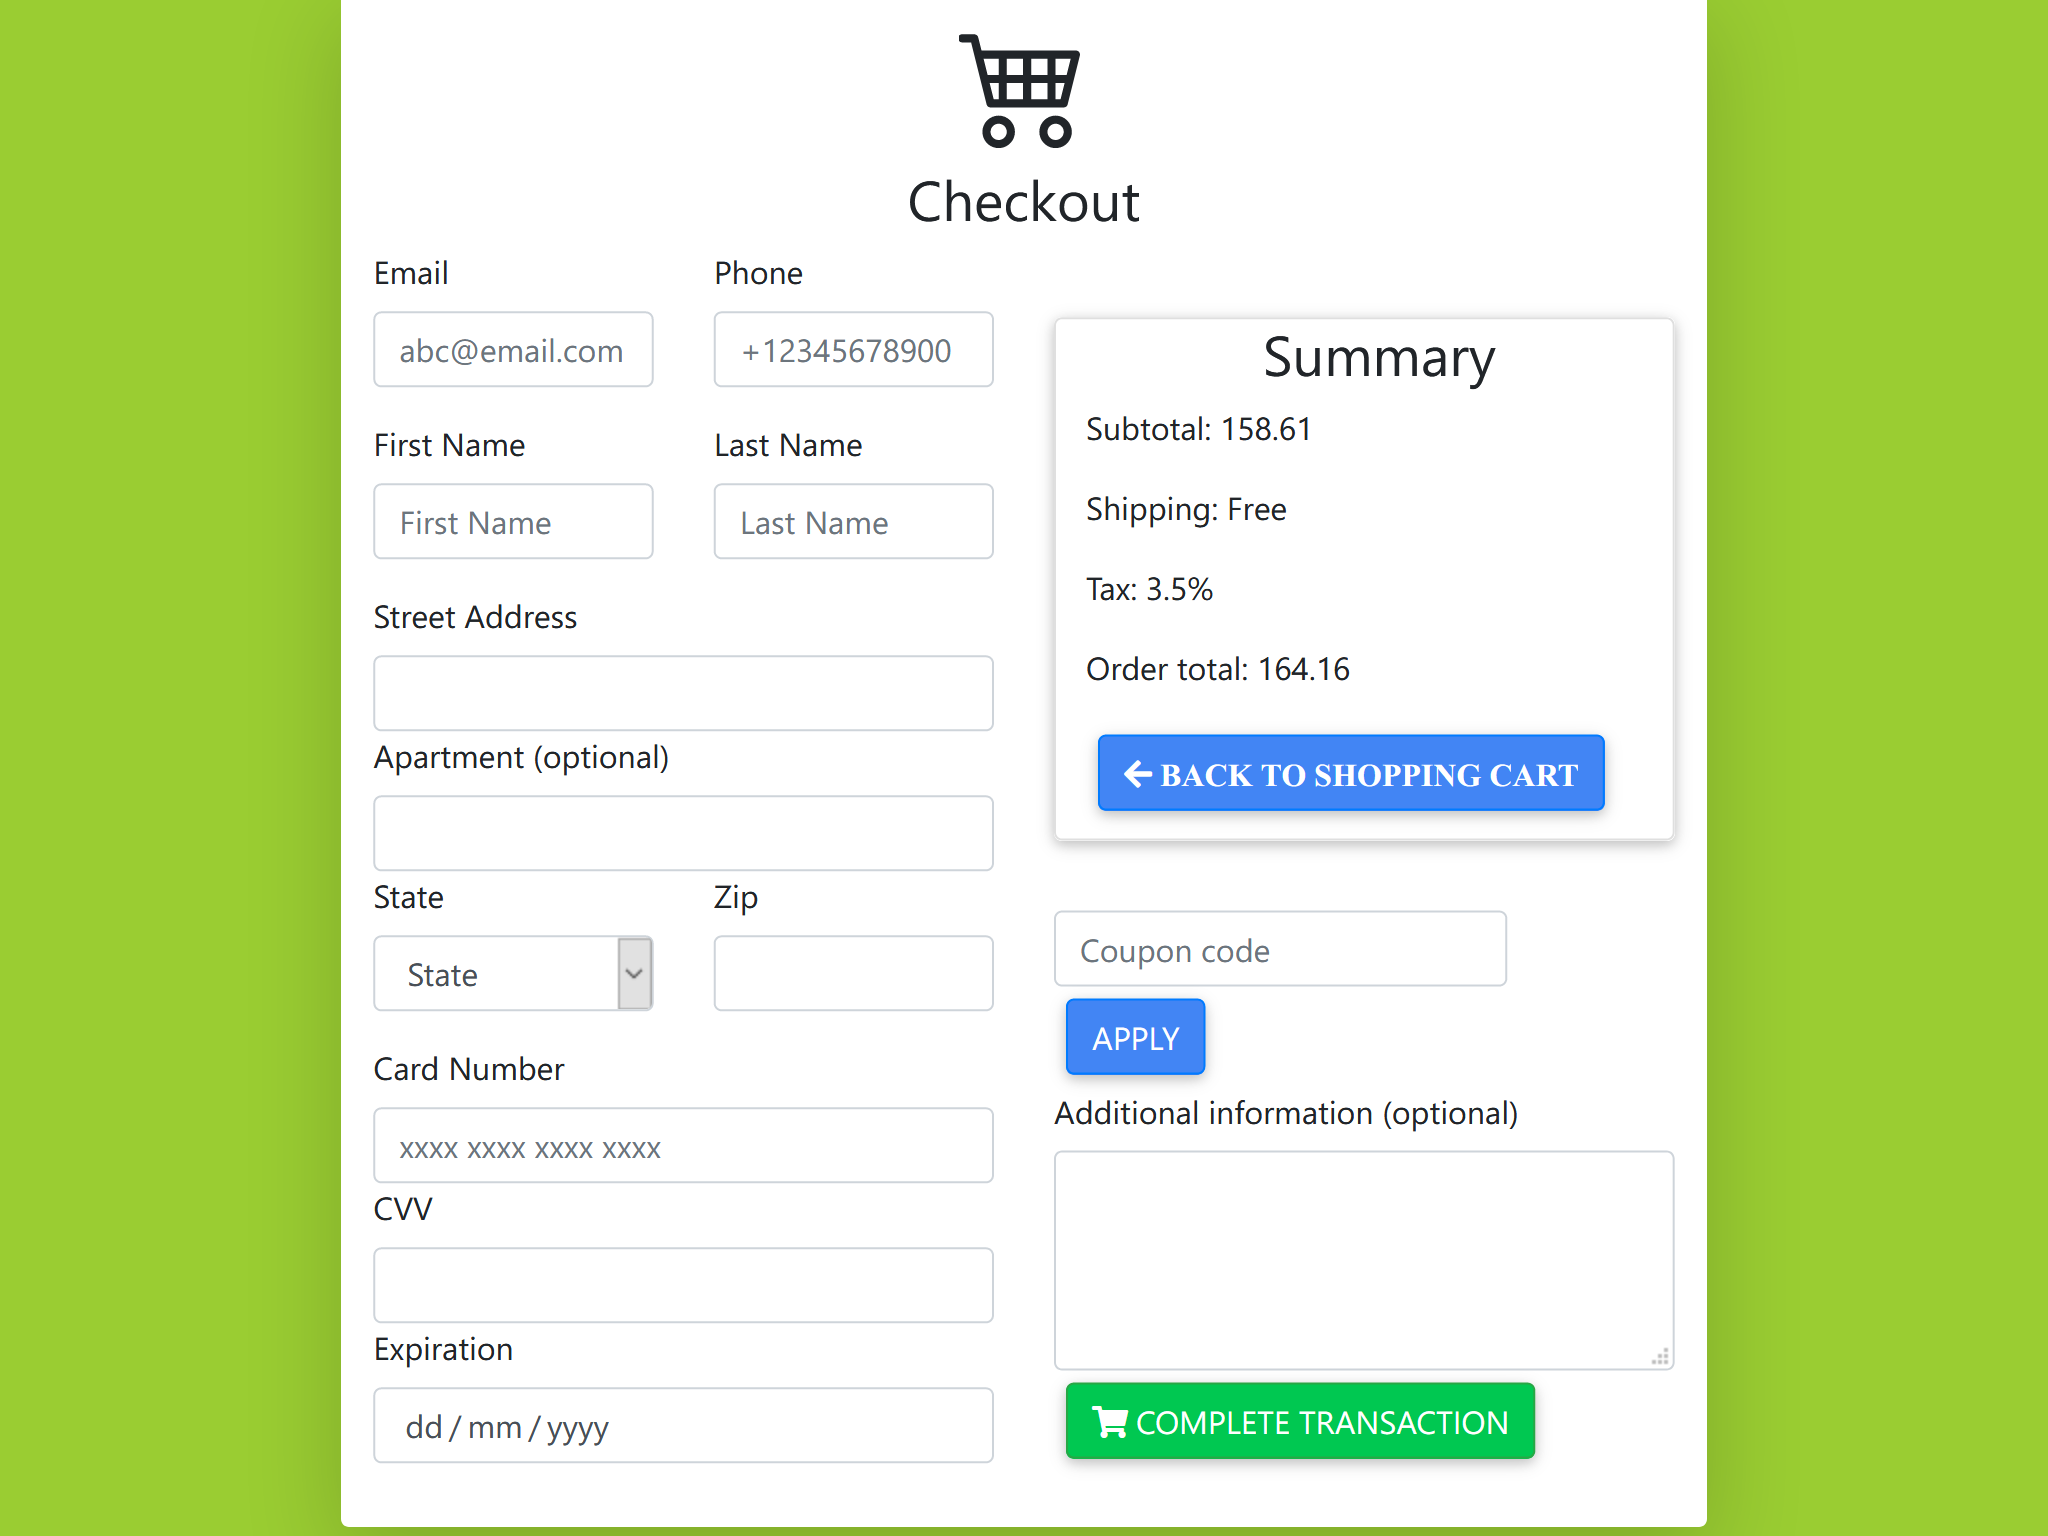 Checkout
Email
Phone
abc@email.com
+12345678900
First Name
Last Name
First Name
Last Name
Street Address
Apartment (optional)
State
Zip
State
Card Number
xxxx xxxx xxxx xxxx
CVV
Expiration
dd / mm / yyyy
Summary
Subtotal: 158.61
Shipping: Free
Tax: 3.5%
Order total: 164.16
BACK TO SHOPPING CART
Coupon code
APPLY
Additional information (optional)
COMPLETE TRANSACTION